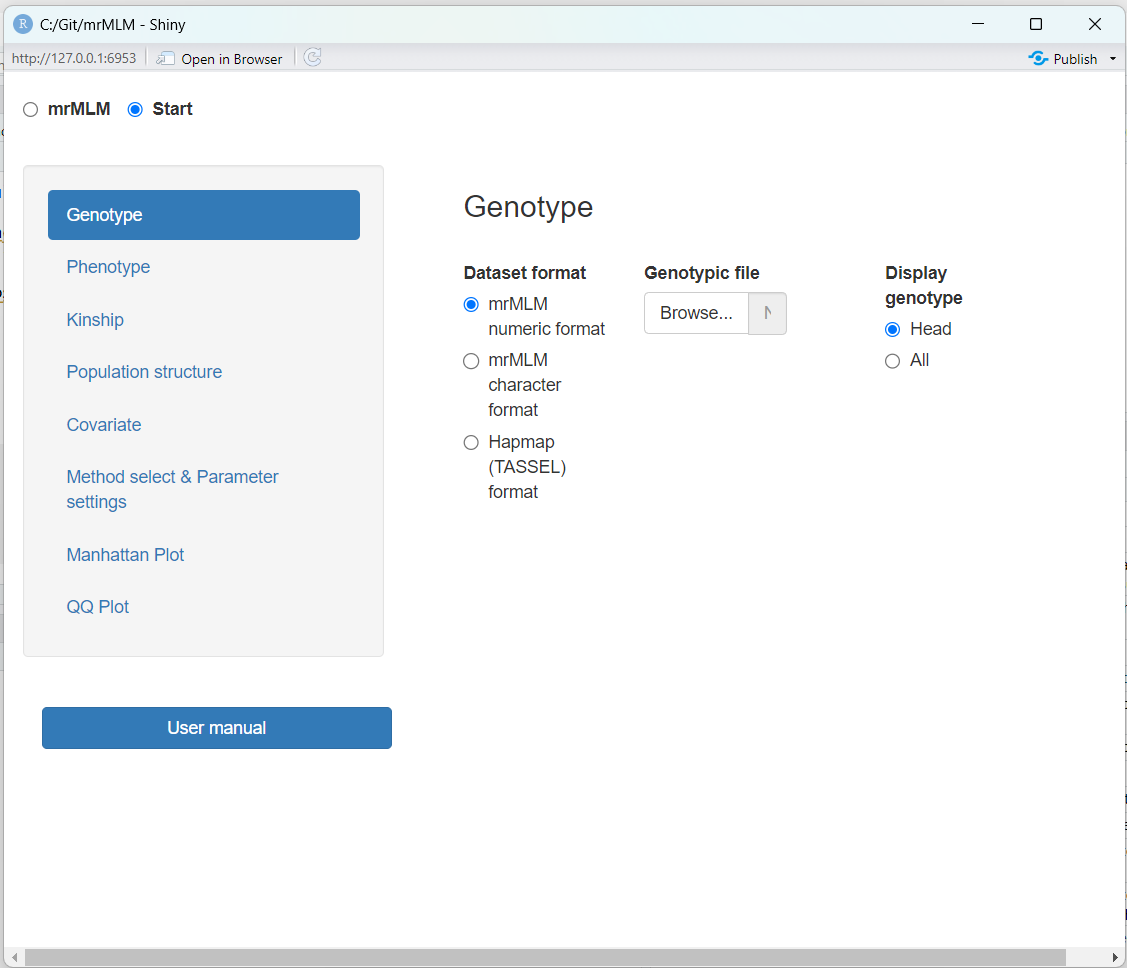 C:/Git/mrMLM - Shiny
http://127.0.0.1:6953
Open in Browser
Publish
mrMLM
Start
Genotype
Phenotype
Kinship
Population structure
Covariate
Method select & Parameter
settings
Manhattan Plot
QQ Plot
User manual
Genotype
Dataset format
mrMLM
numeric format
mrMLM
character
format
Hapmap
(TASSEL)
format
Genotypic file
Browse...
Display
genotype
Head
All